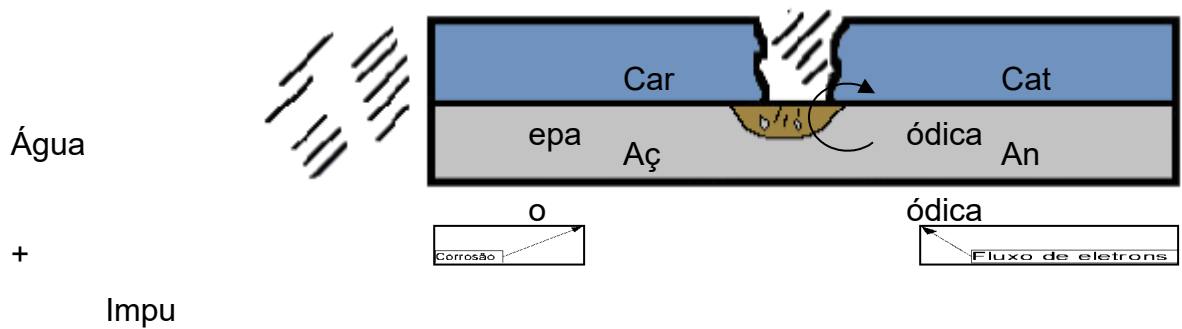 Car Cat
Água epa Aç ódica An
o ódica
+ Corrosão Fluxo de eletrons
Impu